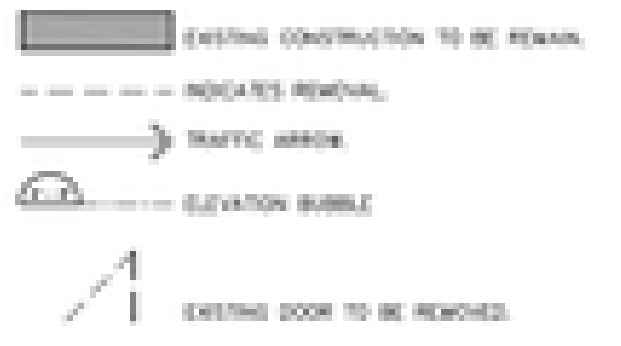 EXISTING CONSTRUCTION TO BE REMAIN.
INDICATES REMOVAL.
TRAFFIC ARROW.
ELEVATION BUBBLE
EXISTING DOOR TO BE REMOVED.